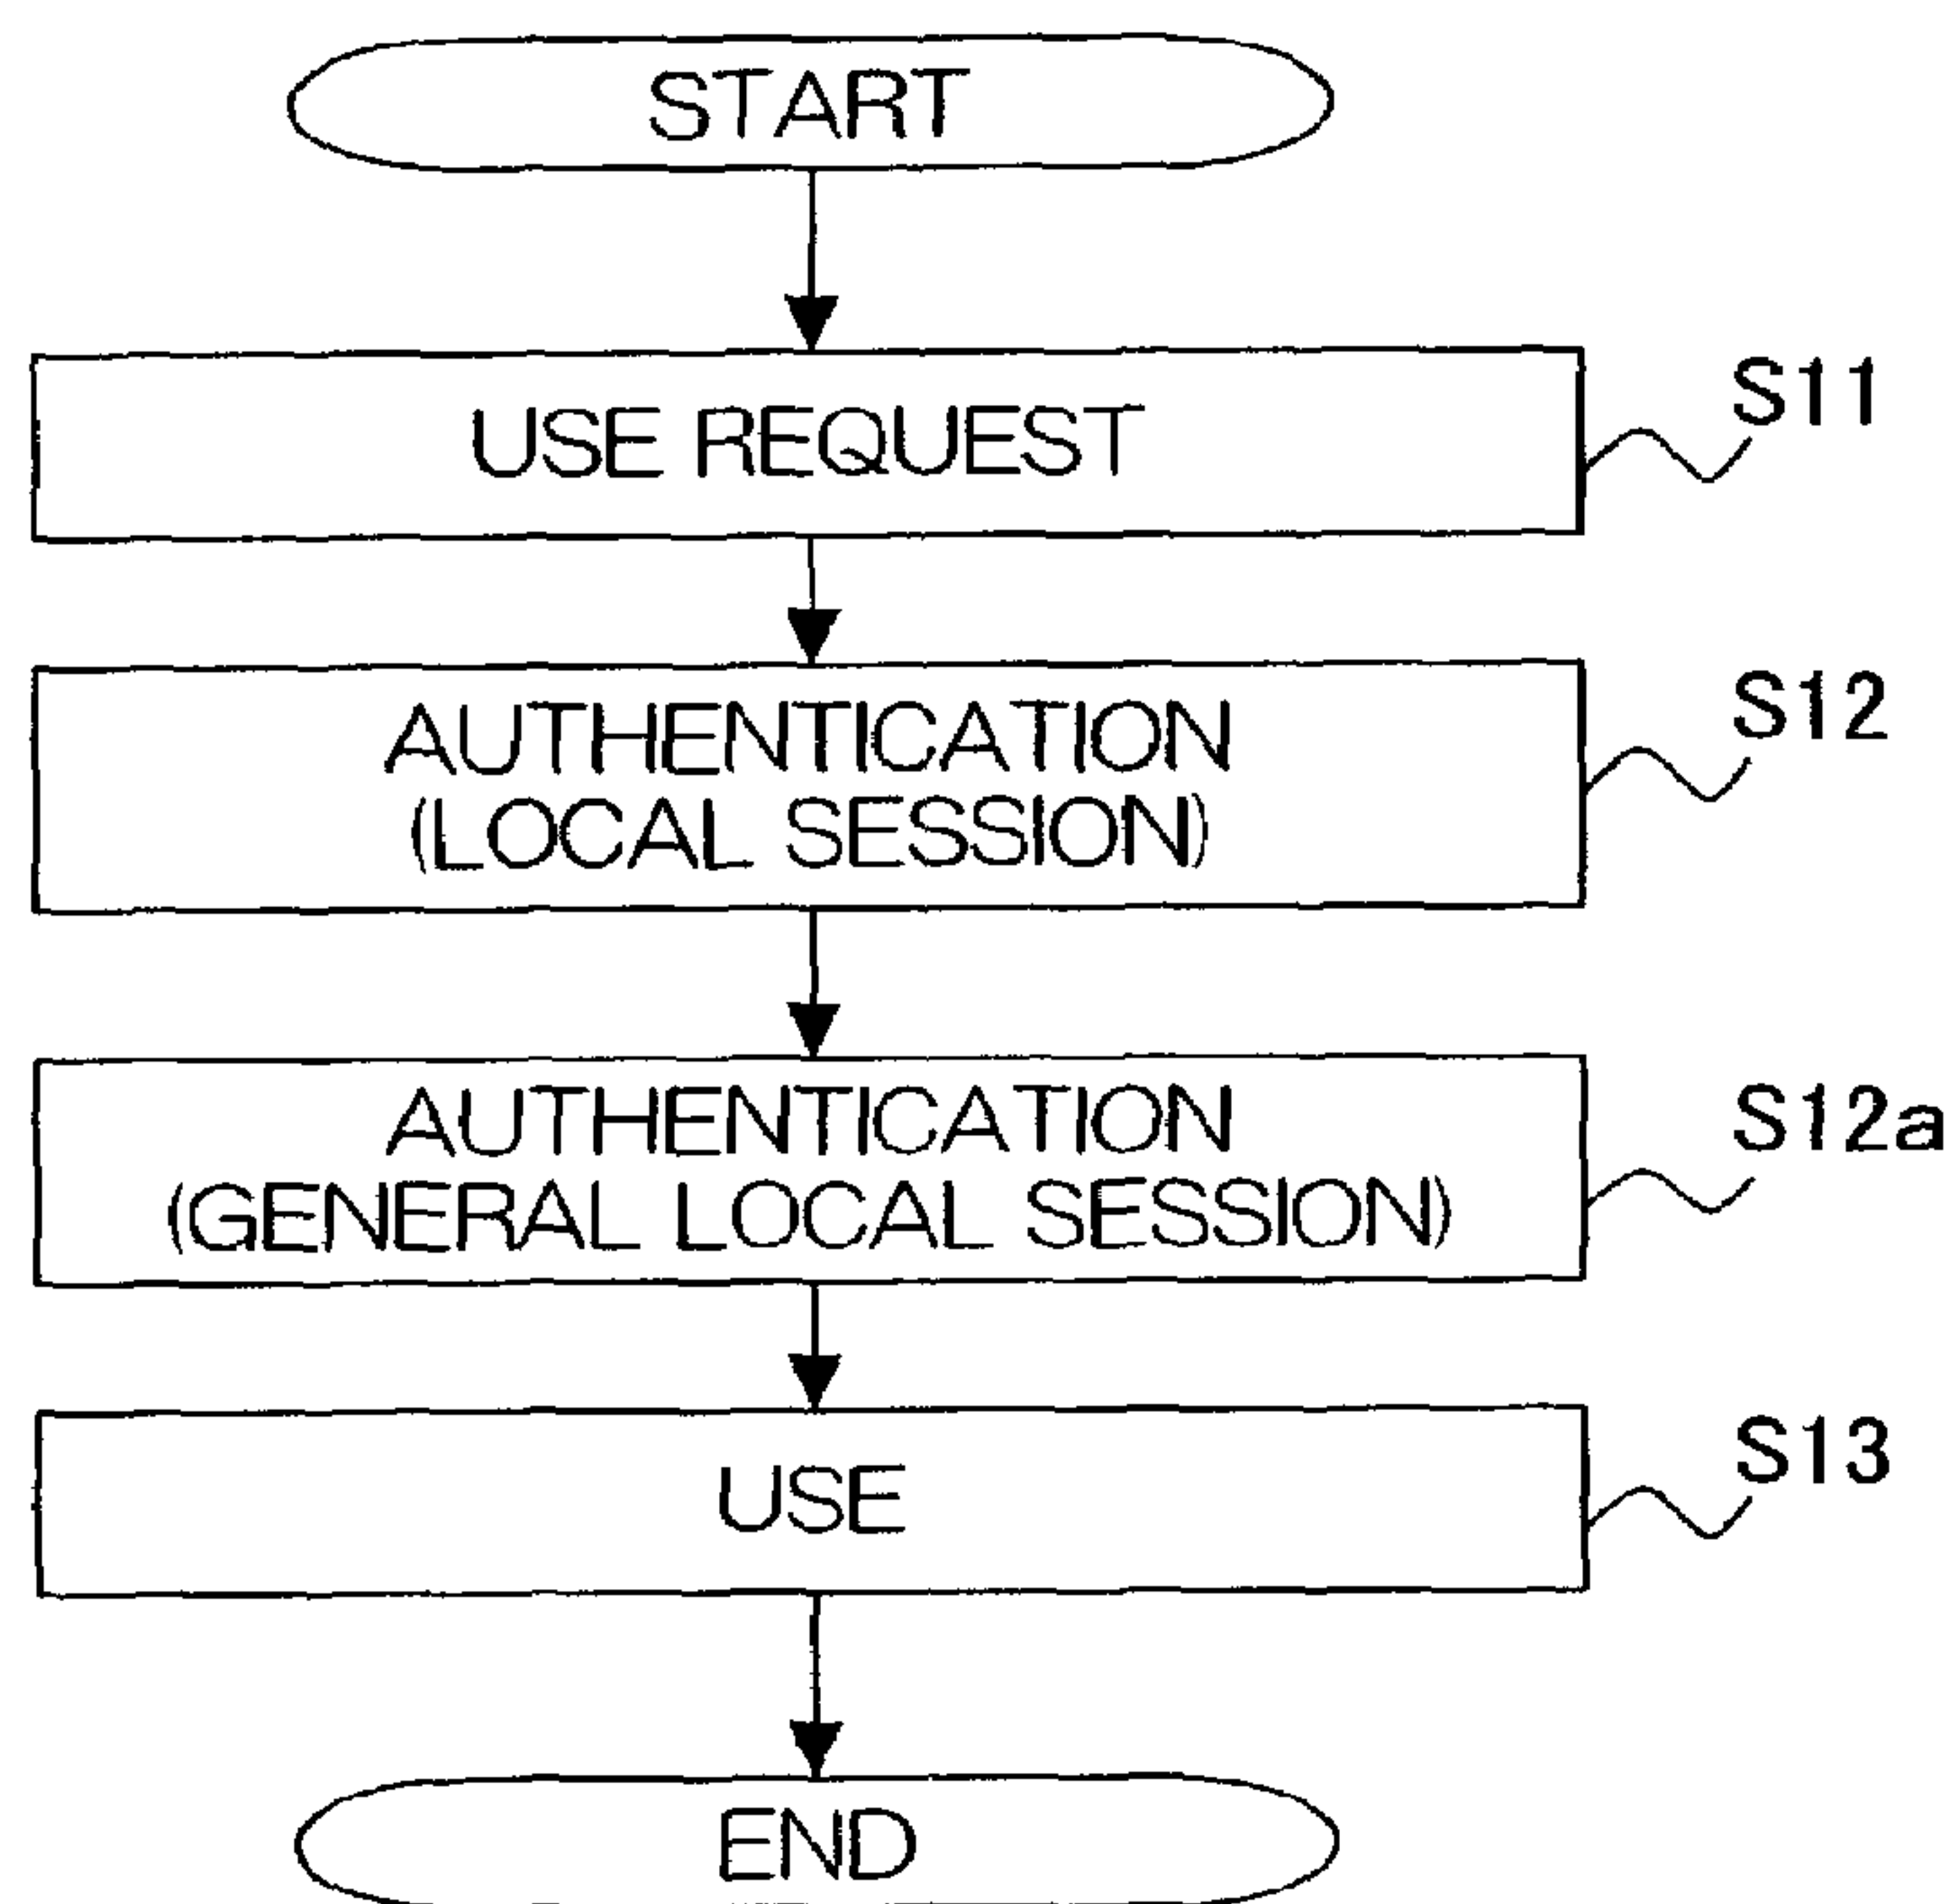 START
USE REQUEST
S11
AUTHENTICATION
(LOCAL SESSION)
S12
AUTHENTICATION
(GENERAL LOCAL SESSION)
S12a
USE
S13
END